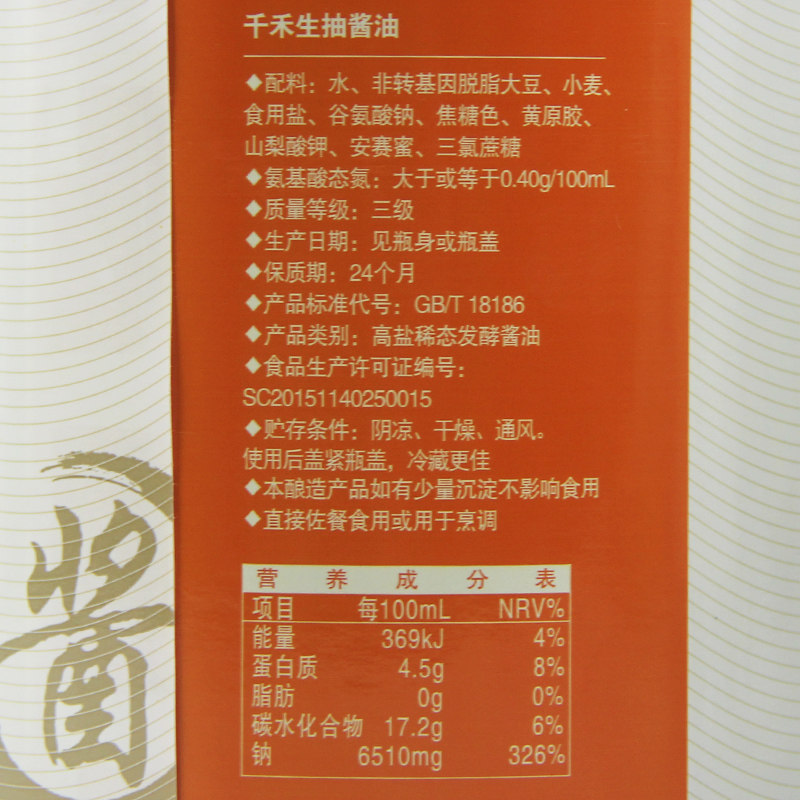 千禾生抽酱油
◆配料：水、非转基因脱脂大豆、小麦、
食用盐、谷氨酸钠、焦糖色、黄原胶、
山梨酸钾、安赛蜜、三氯蔗糖
◆氨基酸态氮：大于或等于0.40g/100mL
◆质量等级：三级
◆生产日期：见瓶身或瓶盖
◆保质期：24个月
◆产品标准代号：GB/T 18186
◆产品类别：高盐稀态发酵酱油
◆食品生产许可证编号：
SC20151140250015
◆贮存条件：阴凉、干燥、通风。
使用后盖紧瓶盖，冷藏更佳
◆本酿造产品如有少量沉淀不影响食用
◆直接佐餐食用或用于烹调
营 养 成 分 表
项目 每100mL NRV%
能量 369kJ 4%
蛋白质 4.5g 8%
脂肪 0g 0%
碳水化合物 17.2g 6%
钠 6510mg 326%
酱